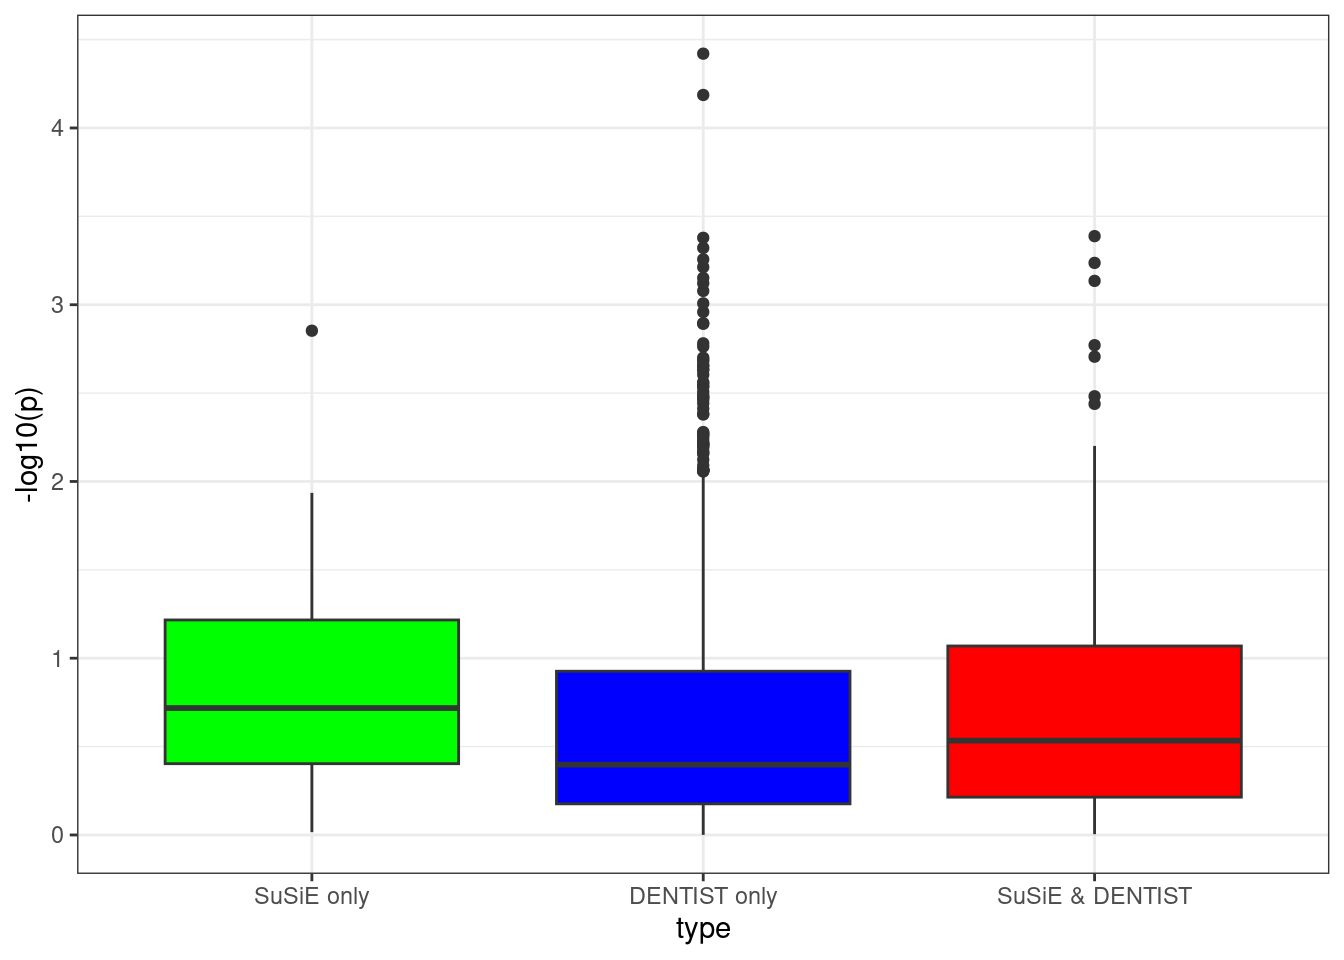 4
3
2
1
0
-log10(p)
SuSiE only
DENTIST only
SuSiE & DENTIST
type